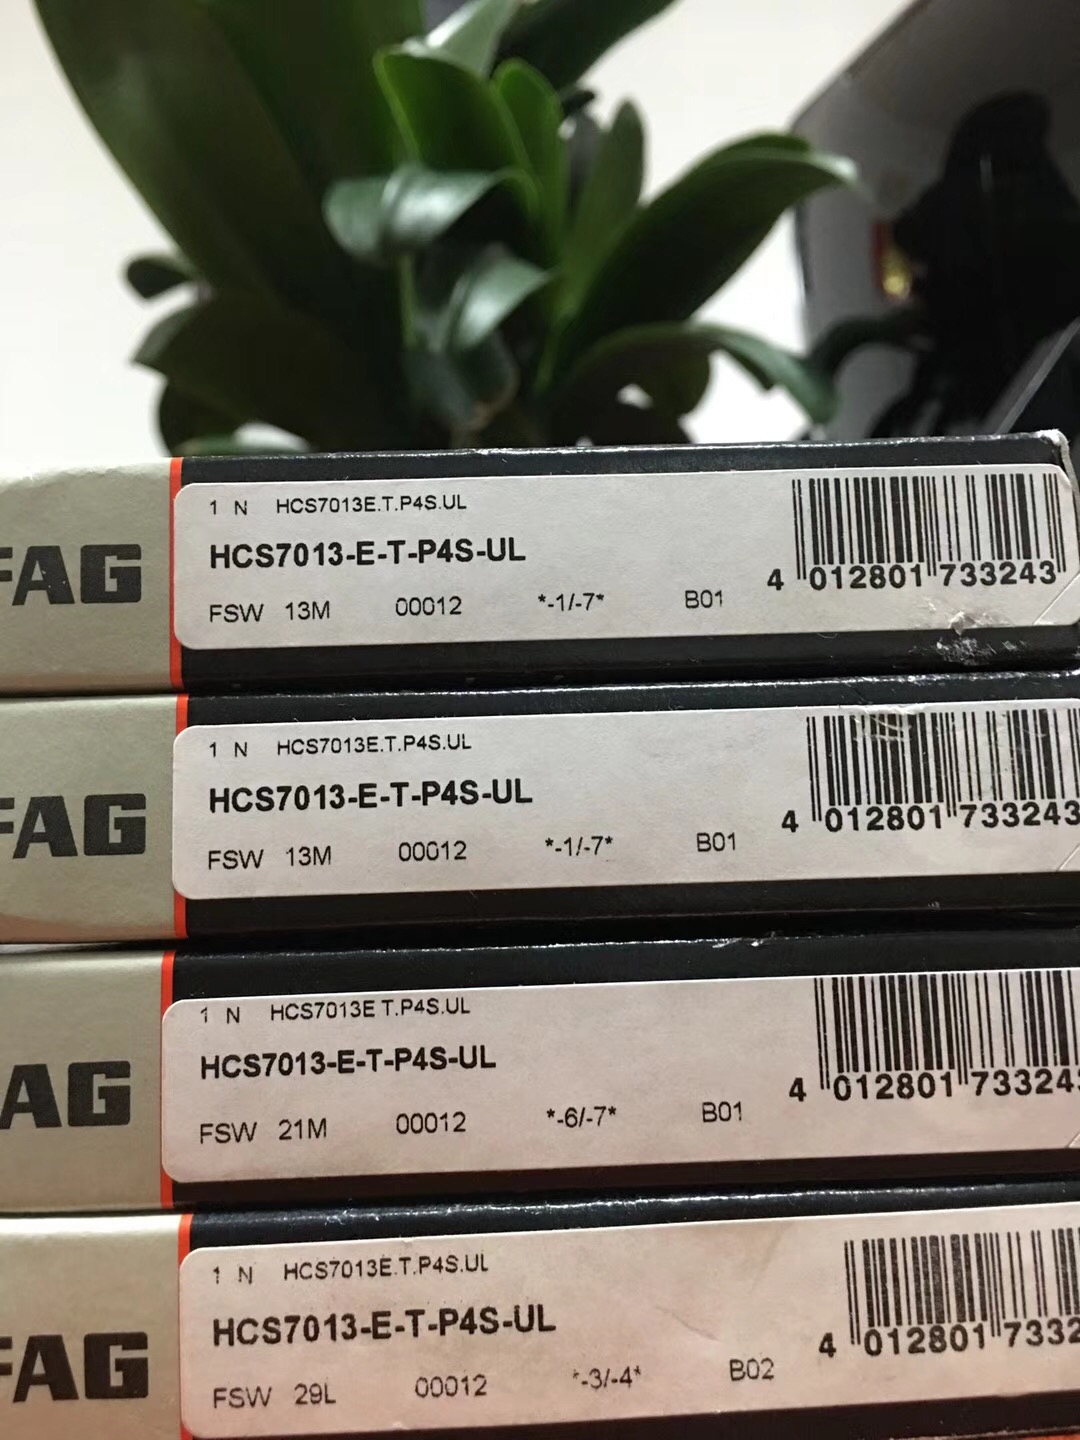 FAG
1 N HCS7013E.T.P4S.UL
HCS7013-E-T-P4S-UL
FSW 13M 00012 *-1/-7* B01
4 012801 733243
FAG
1 N HCS7013E.T.P4S.UL
HCS7013-E-T-P4S-UL
FSW 13M 00012 *-1/-7* B01
4 012801 733243
AG
1 N HCS7013E T.P4S.UL
HCS7013-E-T-P4S-UL
FSW 21M 00012 *-6/-7* B01
4 012801 73324
FAG
1 N HCS7013E.T.P4S.UL
HCS7013-E-T-P4S-UL
FSW 29L 00012 *-3/-4* B02
4 012801 7332